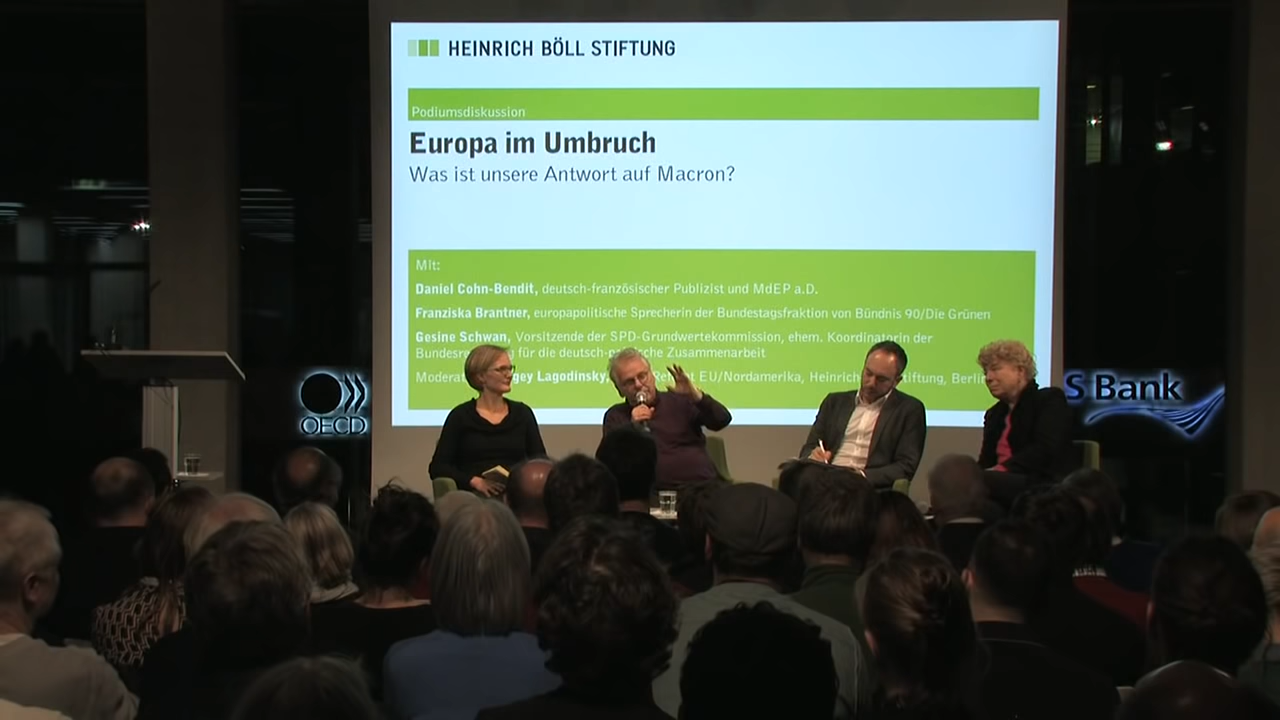 HEINRICH BÖLL STIFTUNG
Podiumsdiskussion
Europa im Umbruch
Was ist unsere Antwort auf Macron?
Mit:
Daniel Cohn-Bendit, deutsch-französischer Publizist und MdEP a.D.
Franziska Brantner, europapolitische Sprecherin der Bundestagsfraktion von Bündnis 90/Die Grünen
Gesine Schwan, Vorsitzende der SPD-Grundwertekommission, ehem. Koordinatorin der
für die deutsch- Zusammenarbeit
Lagodinsky, EU/Nordamerika, Heinrich Stiftung, Berlin
OECD
S Bank